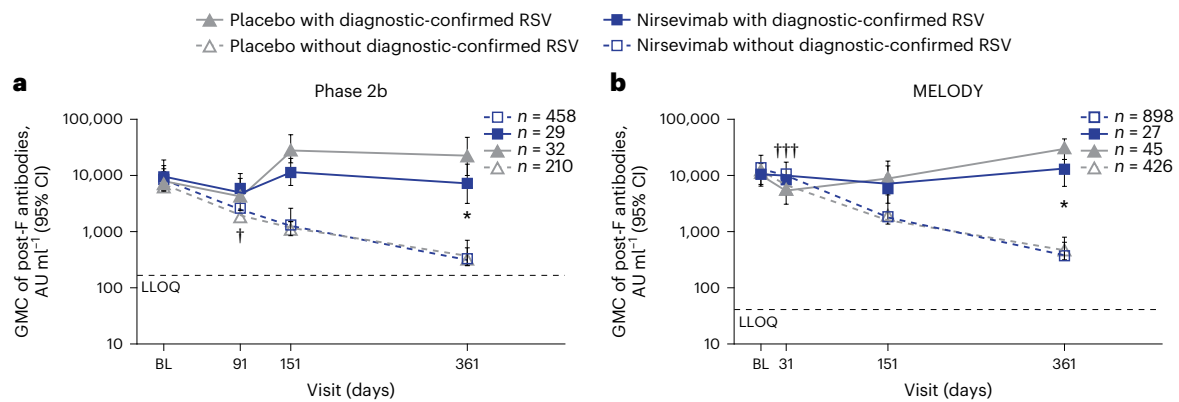 Placebo with diagnostic-confirmed RSV
Nirsevimab with diagnostic-confirmed RSV
Placebo without diagnostic-confirmed RSV
Nirsevimab without diagnostic-confirmed RSV
a
Phase 2b
GMC of post-F antibodies,
AU ml⁻¹ (95% CI)
100,000
10,000
1,000
100
10
n = 458
n = 29
n = 32
n = 210
†
*
LLOQ
BL 91 151 361
Visit (days)
b
MELODY
GMC of post-F antibodies,
AU ml⁻¹ (95% CI)
100,000
10,000
1,000
100
10
n = 898
n = 27
n = 45
n = 426
†††
*
LLOQ
BL 31 151 361
Visit (days)